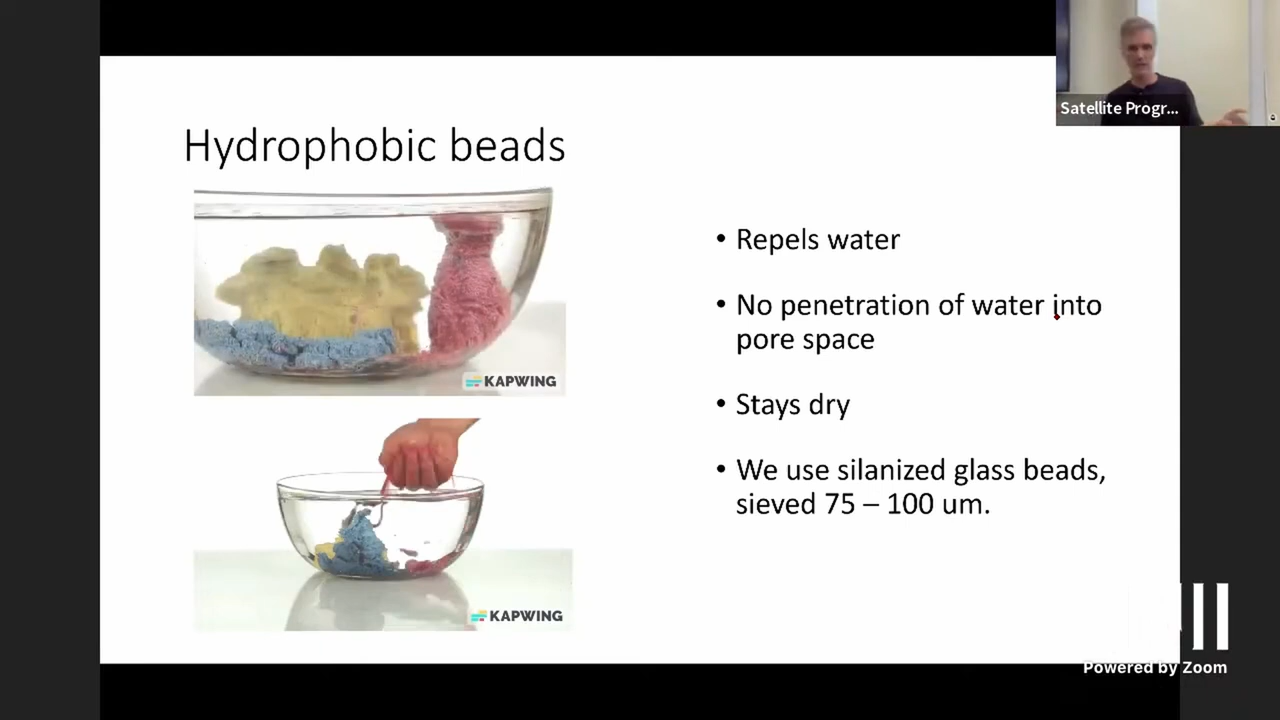 Satellite Progr...
Hydrophobic beads
KAPWING
KAPWING
• Repels water
• No penetration of water into
pore space
• Stays dry
• We use silanized glass beads,
sieved 75 – 100 um.
Powered by Zoom